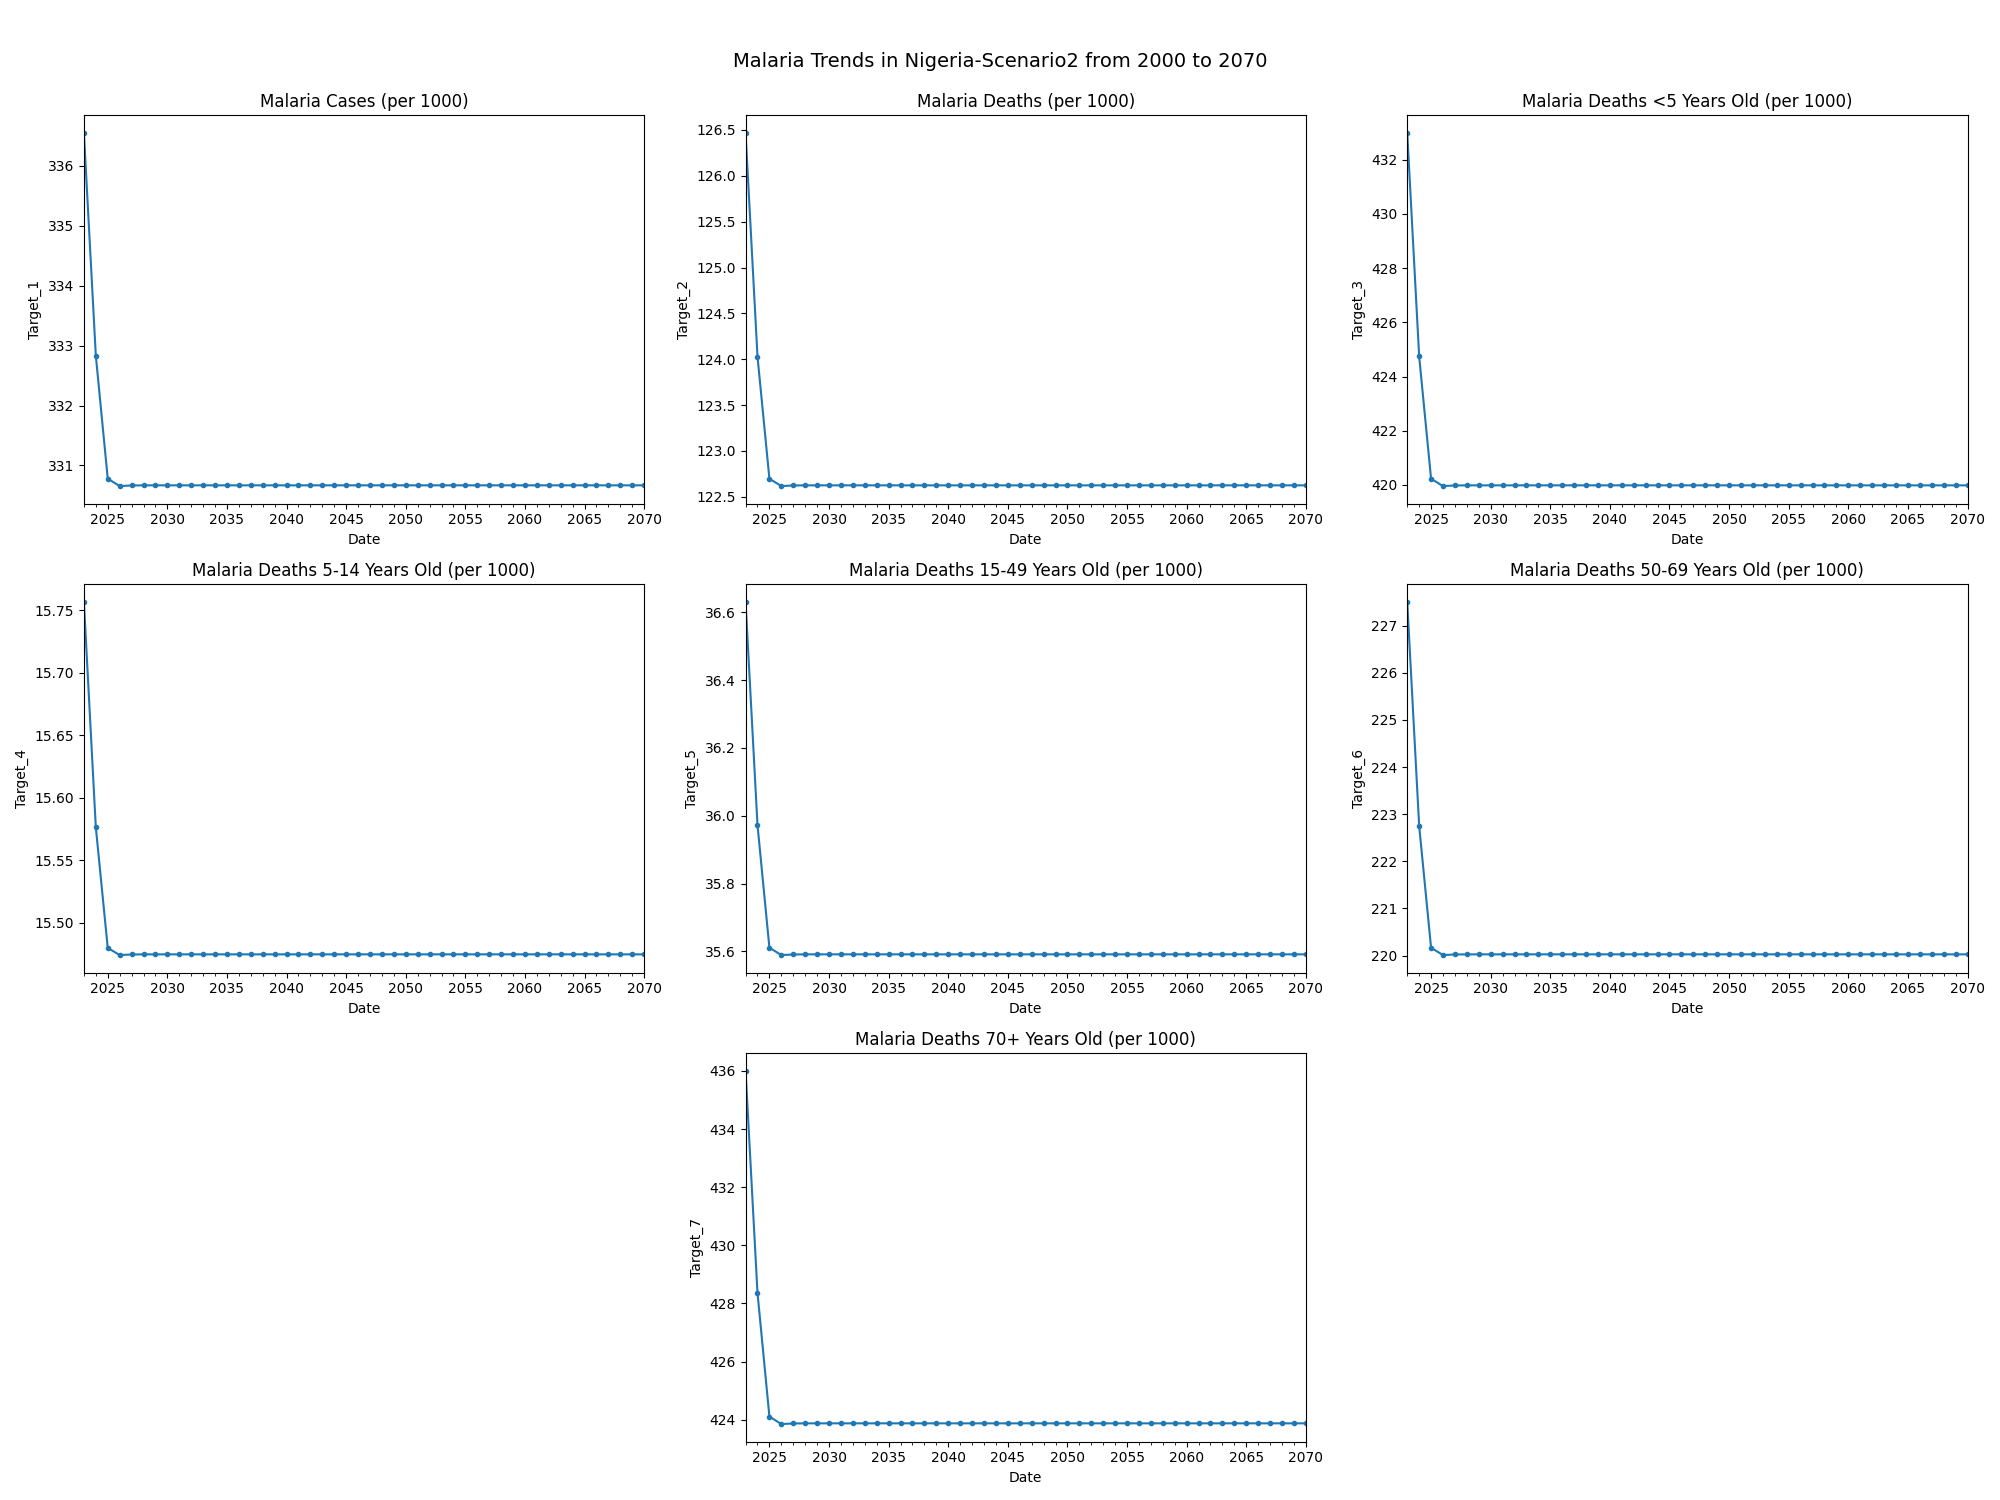 Malaria Trends in Nigeria-Scenario2 from 2000 to 2070
Malaria Cases (per 1000)
Target_1
336
335
334
333
332
331
2025 2030 2035 2040 2045 2050 2055 2060 2065 2070
Date
Malaria Deaths (per 1000)
Target_2
126.5
126.0
125.5
125.0
124.5
124.0
123.5
123.0
122.5
2025 2030 2035 2040 2045 2050 2055 2060 2065 2070
Date
Malaria Deaths <5 Years Old (per 1000)
Target_3
432
430
428
426
424
422
420
2025 2030 2035 2040 2045 2050 2055 2060 2065 2070
Date
Malaria Deaths 5-14 Years Old (per 1000)
Target_4
15.75
15.70
15.65
15.60
15.55
15.50
2025 2030 2035 2040 2045 2050 2055 2060 2065 2070
Date
Malaria Deaths 15-49 Years Old (per 1000)
Target_5
36.6
36.4
36.2
36.0
35.8
35.6
2025 2030 2035 2040 2045 2050 2055 2060 2065 2070
Date
Malaria Deaths 50-69 Years Old (per 1000)
Target_6
227
226
225
224
223
222
221
220
2025 2030 2035 2040 2045 2050 2055 2060 2065 2070
Date
Malaria Deaths 70+ Years Old (per 1000)
Target_7
436
434
432
430
428
426
424
2025 2030 2035 2040 2045 2050 2055 2060 2065 2070
Date